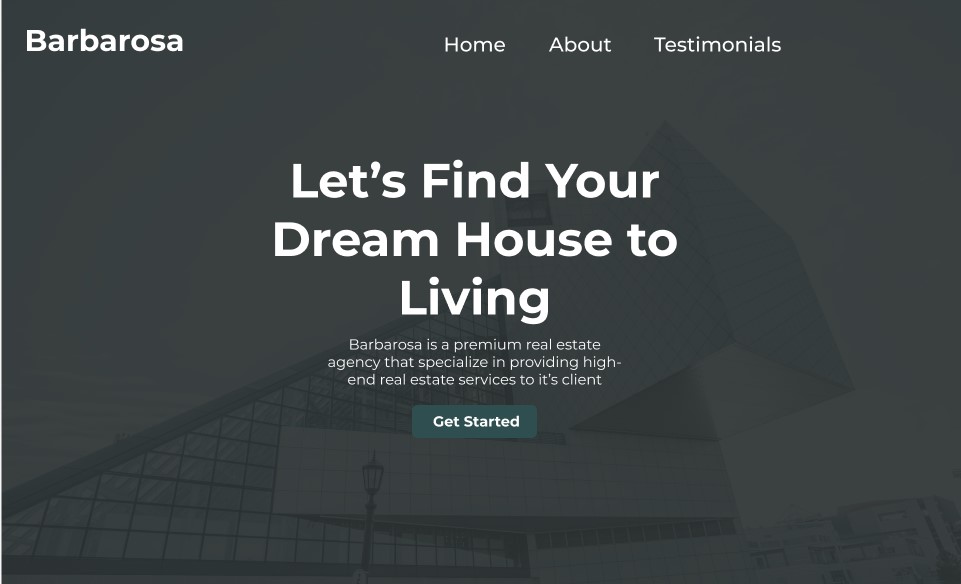 Barbarosa
Home About Testimonials
Let’s Find Your
Dream House to
Living
Barbarosa is a premium real estate
agency that specialize in providing high-
end real estate services to it’s client
Get Started